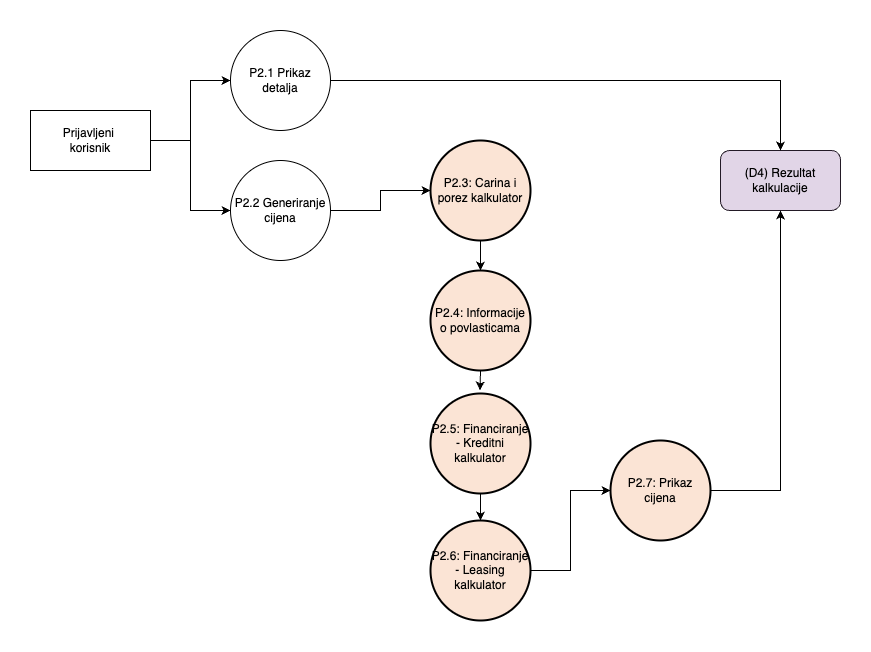 Prijavljeni
korisnik
P2.1 Prikaz
detalja
P2.2 Generiranje
cijena
P2.3: Carina i
porez kalkulator
P2.4: Informacije
o povlasticama
P2.5: Financiranje
- Kreditni
kalkulator
P2.6: Financiranje
- Leasing
kalkulator
P2.7: Prikaz
cijena
(D4) Rezultat
kalkulacije